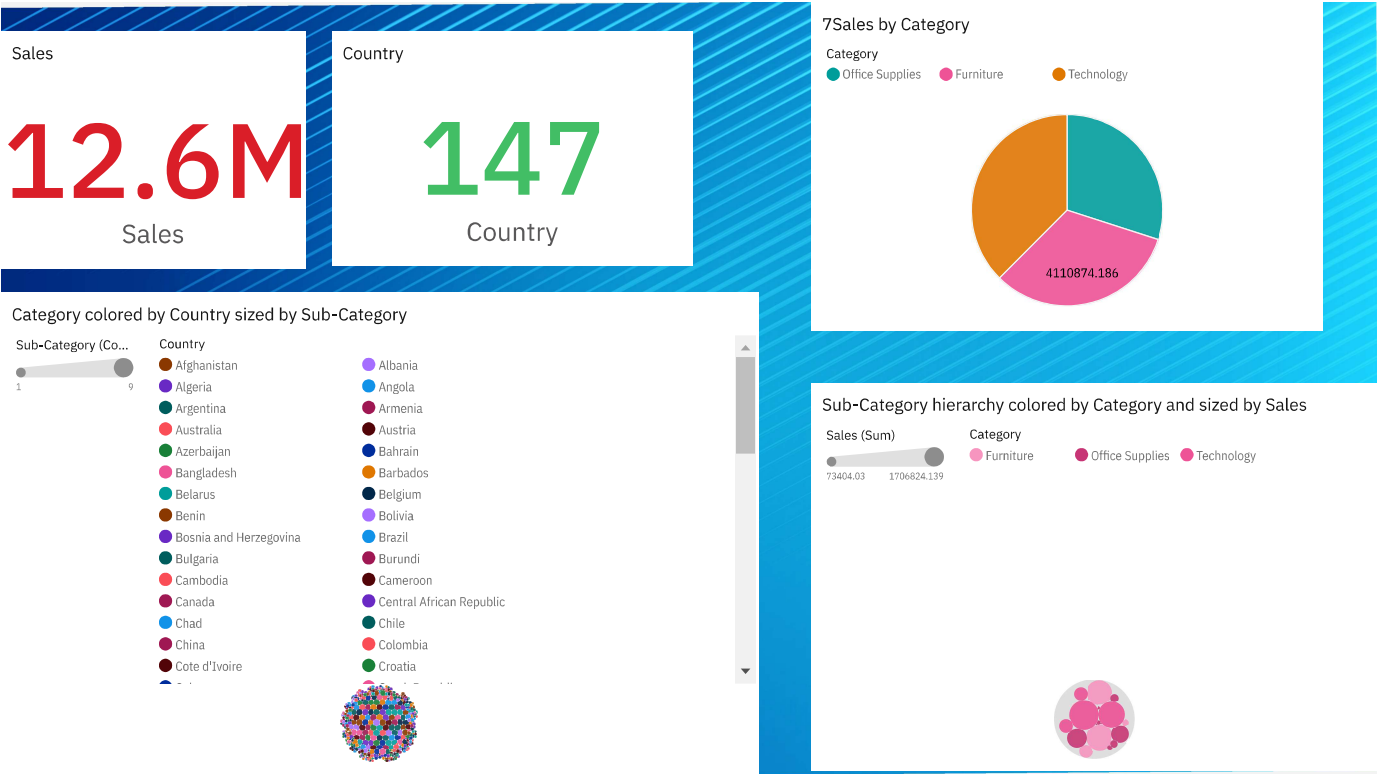 Sales
12.6M
Sales
Country
147
Country
7Sales by Category
Category
Office Supplies
Furniture
Technology
4110874.186
Category colored by Country sized by Sub-Category
Sub-Category (Co...
1
9
Country
Afghanistan
Albania
Algeria
Angola
Argentina
Armenia
Australia
Austria
Azerbaijan
Bahrain
Bangladesh
Barbados
Belarus
Belgium
Benin
Bolivia
Bosnia and Herzegovina
Brazil
Bulgaria
Burundi
Cambodia
Cameroon
Canada
Central African Republic
Chad
Chile
China
Colombia
Cote d'Ivoire
Croatia
Sub-Category hierarchy colored by Category and sized by Sales
Sales (Sum)
73404.03
1706824.139
Category
Furniture
Office Supplies
Technology